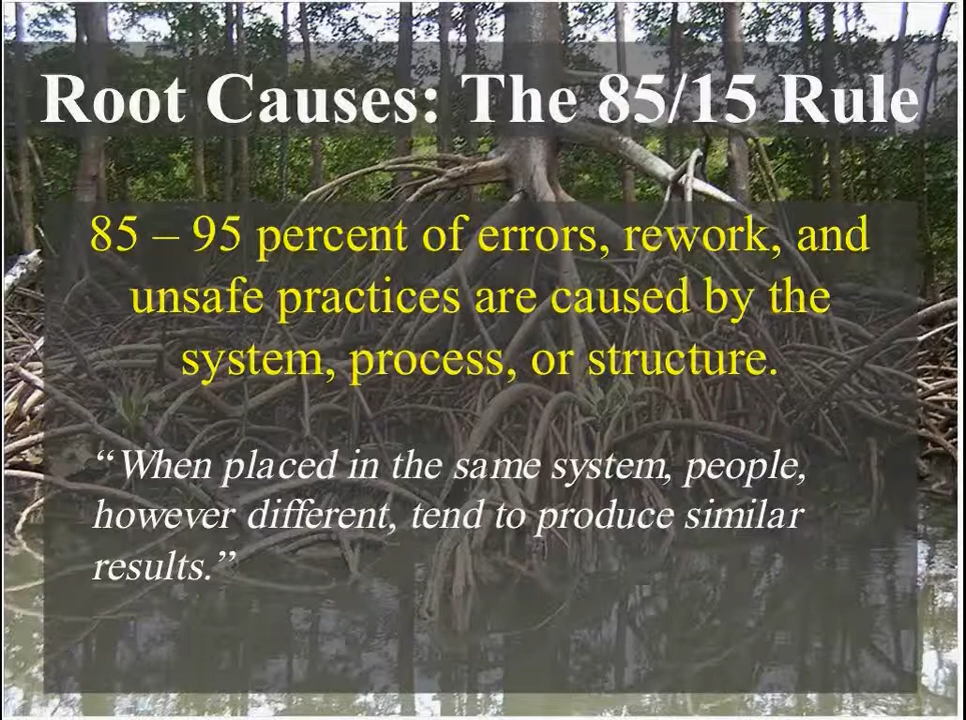 Root Causes: The 85/15 Rule
85 – 95 percent of errors, rework, and
unsafe practices are caused by the
system, process, or structure.
“When placed in the same system, people,
however different, tend to produce similar
results.”